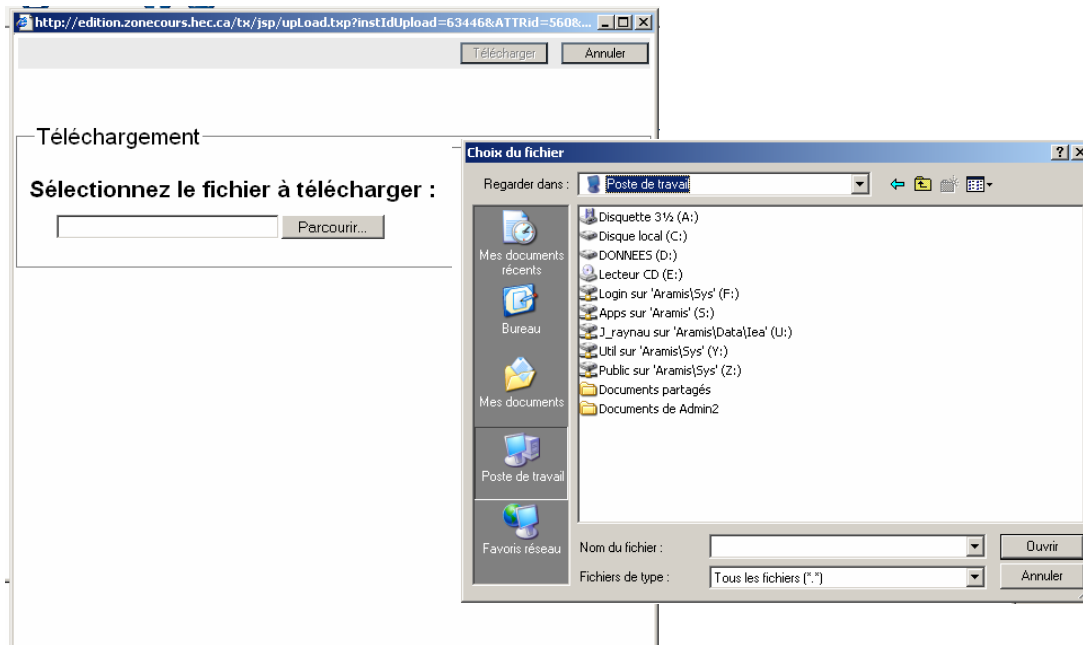 http://edition.zonecours.hec.ca/tx/jsp/upLoad.txp?instIdUpload=63446&ATTRid=560&...
Télécharger Annuler
Téléchargement
Sélectionnez le fichier à télécharger :
Parcourir...
Choix du fichier
Regarder dans : Poste de travail
Mes documents récents
Bureau
Mes documents
Poste de travail
Favoris réseau
Disquette 3½ (A:)
Disque local (C:)
DONNEES (D:)
Lecteur CD (E:)
Login sur 'Aramis\Sys' (F:)
Apps sur 'Aramis' (S:)
J_raynau sur 'Aramis\Data\Iea' (U:)
Util sur 'Aramis\Sys' (Y:)
Public sur 'Aramis\Sys' (Z:)
Documents partagés
Documents de Admin2
Nom du fichier : Ouvrir
Fichiers de type : Tous les fichiers (*.*) Annuler